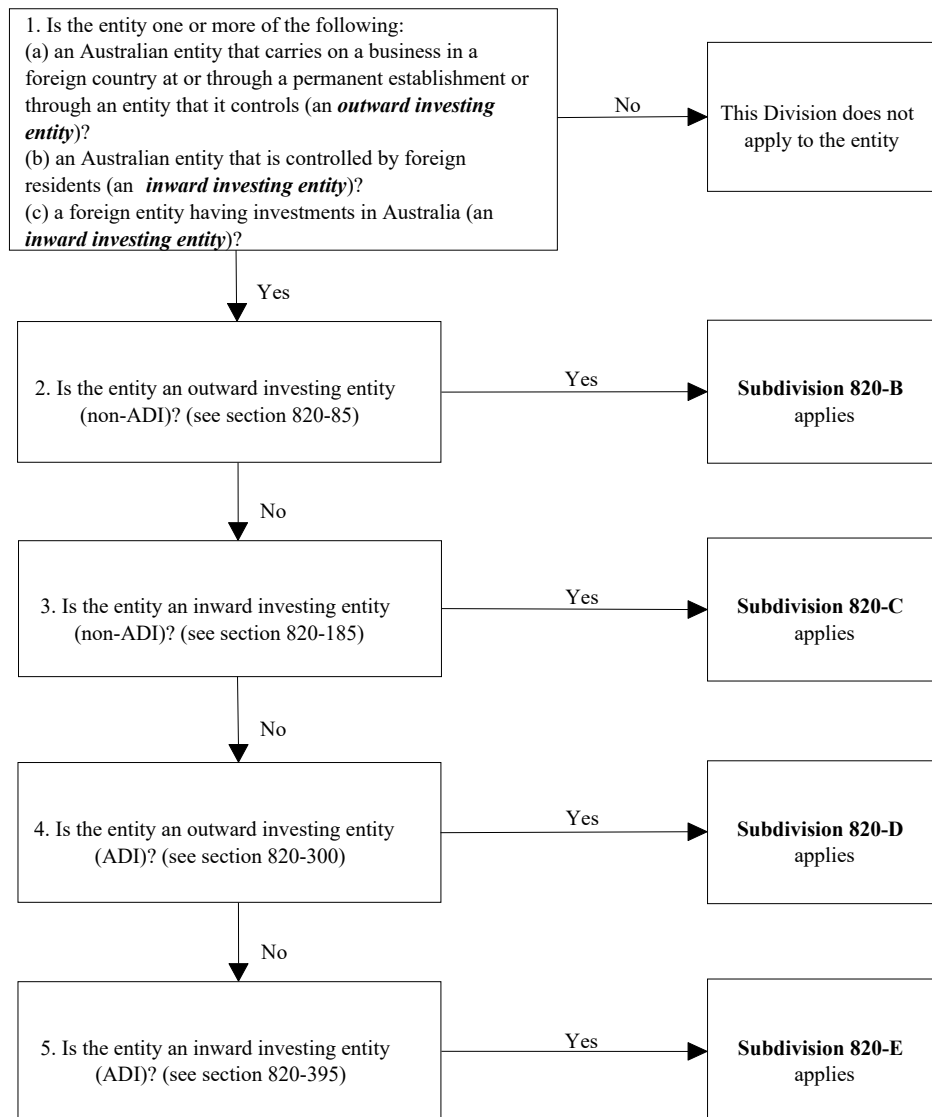 1. Is the entity one or more of the following:
(a) an Australian entity that carries on a business in a
foreign country at or through a permanent establishment or
through an entity that it controls (an outward investing
entity)?
(b) an Australian entity that is controlled by foreign
residents (an inward investing entity)?
(c) a foreign entity having investments in Australia (an
inward investing entity)?
No
This Division does not
apply to the entity
Yes
2. Is the entity an outward investing entity
(non-ADI)? (see section 820-85)
Yes
Subdivision 820-B
applies
No
3. Is the entity an inward investing entity
(non-ADI)? (see section 820-185)
Yes
Subdivision 820-C
applies
No
4. Is the entity an outward investing entity
(ADI)? (see section 820-300)
Yes
Subdivision 820-D
applies
No
5. Is the entity an inward investing entity
(ADI)? (see section 820-395)
Yes
Subdivision 820-E
applies